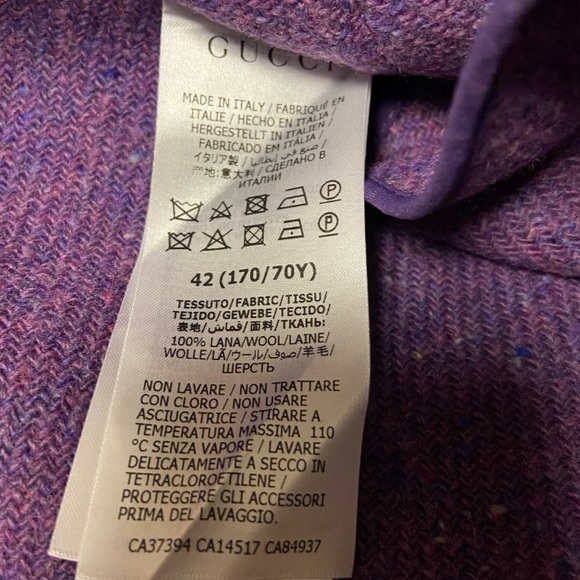 GUCCI
MADE IN ITALY / FABRIQUÉ EN
ITALIE / HECHO EN ITALIA /
HERGESTELLT IN ITALIEN /
FABRICADO EM ITÁLIA /
イタリア製 / صنع في إيطاليا /
产地: 意大利 / СДЕЛАНО В
ИТАЛИИ
P
P
42 (170/70Y)
TESSUTO/FABRIC/TISSU/
TEJIDO/GEWEBE/TECIDO/
表地/قماش/面料/ТКАНЬ:
100% LANA/WOOL/LAINE/
WOLLE/LÃ/ウール/صوف/羊毛/
ШЕРСТЬ
NON LAVARE / NON TRATTARE
CON CLORO / NON USARE
ASCIUGATRICE / STIRARE A
TEMPERATURA MASSIMA 110
°C SENZA VAPORE / LAVARE
DELICATAMENTE A SECCO IN
TETRACLOROETILENE /
PROTEGGERE GLI ACCESSORI
PRIMA DEL LAVAGGIO.
CA37394 CA14517 CA84937